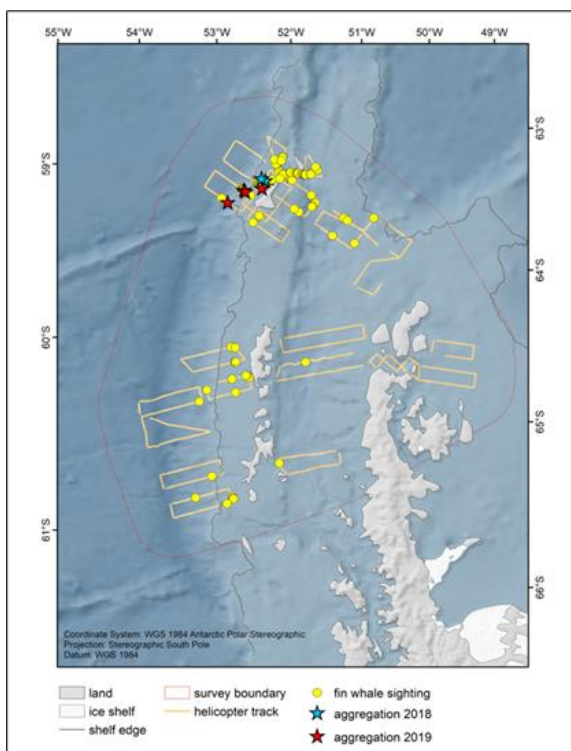 55°W 54°W 53°W 52°W 51°W 50°W 49°W
63°S
59°S
64°S
60°S
65°S
61°S
66°S
Coordinate System: WGS 1984 Antarctic Polar Stereographic
Projection: Stereographic South Pole
Datum: WGS 1984
land survey boundary fin whale sighting
ice shelf helicopter track aggregation 2018
shelf edge aggregation 2019